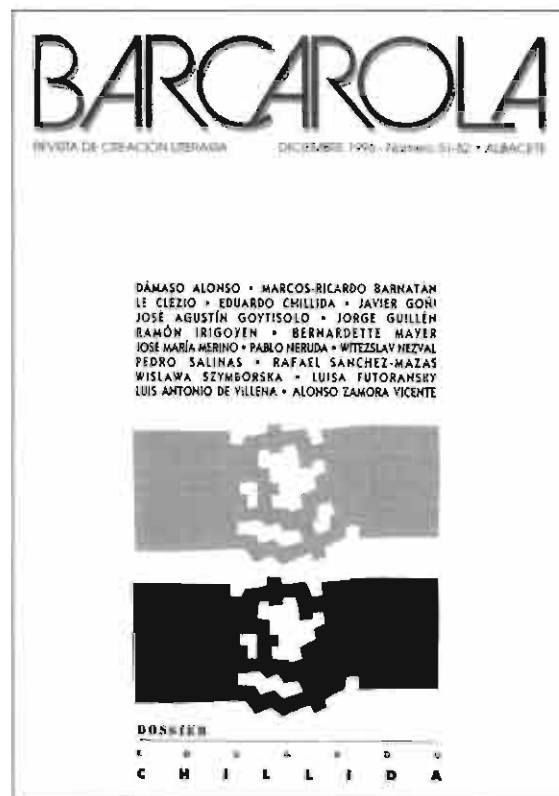 BARCAROLA
REVISTA DE CREACIÓN LITERARIA DICIEMBRE 1996 - Número 51-52 • ALBACETE
DÁMASO ALONSO • MARCOS-RICARDO BARNATÁN
LE CLÉZIO • EDUARDO CHILLIDA • JAVIER GOÑI
JOSÉ AGUSTÍN GOYTISOLO • JORGE GUILLÉN
RAMÓN IRIGOYEN • BERNARDETTE MAYER
JOSÉ MARÍA MERINO • PABLO NERUDA • WITEZSLAV NEZVAL
PEDRO SALINAS • RAFAEL SÁNCHEZ-MAZAS
WISLAWA SZYMBORSKA • LUISA FUTORANSKY
LUIS ANTONIO DE VILLENA • ALONSO ZAMORA VICENTE
DOSSIER
EDUARDO
CHILLIDA